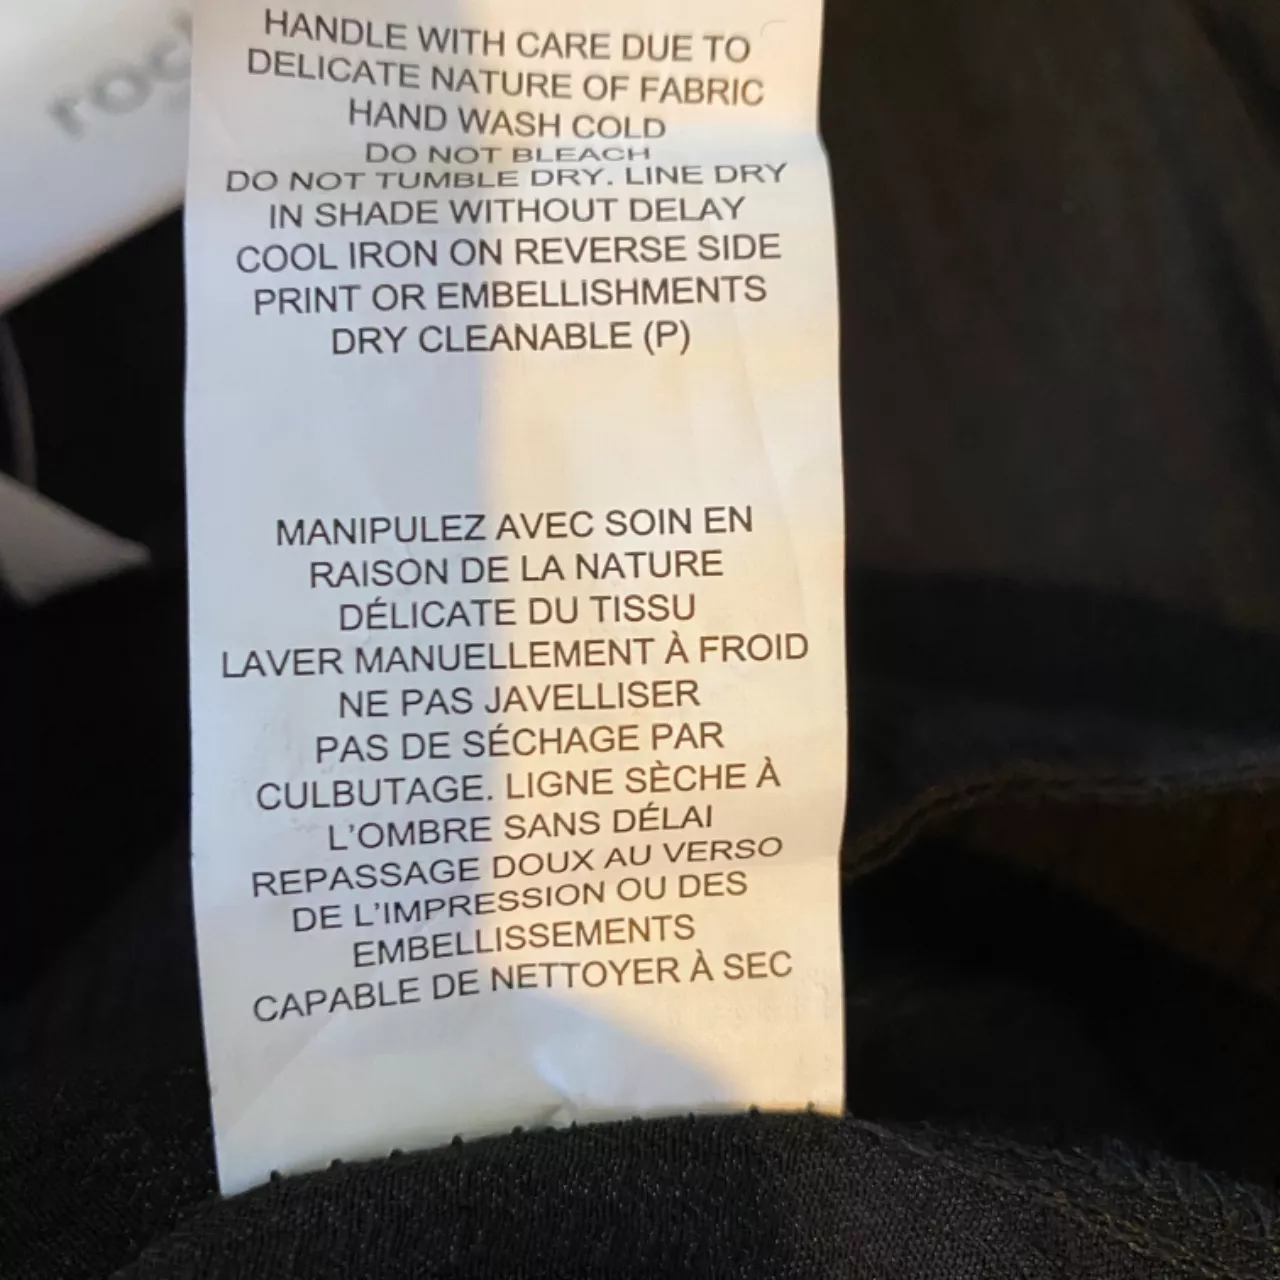 HANDLE WITH CARE DUE TO
DELICATE NATURE OF FABRIC
HAND WASH COLD
DO NOT BLEACH
DO NOT TUMBLE DRY. LINE DRY
IN SHADE WITHOUT DELAY
COOL IRON ON REVERSE SIDE
PRINT OR EMBELLISHMENTS
DRY CLEANABLE (P)
MANIPULEZ AVEC SOIN EN
RAISON DE LA NATURE
DÉLICATE DU TISSU
LAVER MANUELLEMENT À FROID
NE PAS JAVELLISER
PAS DE SÉCHAGE PAR
CULBUTAGE. LIGNE SÈCHE À
L'OMBRE SANS DÉLAI
REPASSAGE DOUX AU VERSO
DE L'IMPRESSION OU DES
EMBELLISSEMENTS
CAPABLE DE NETTOYER À SEC